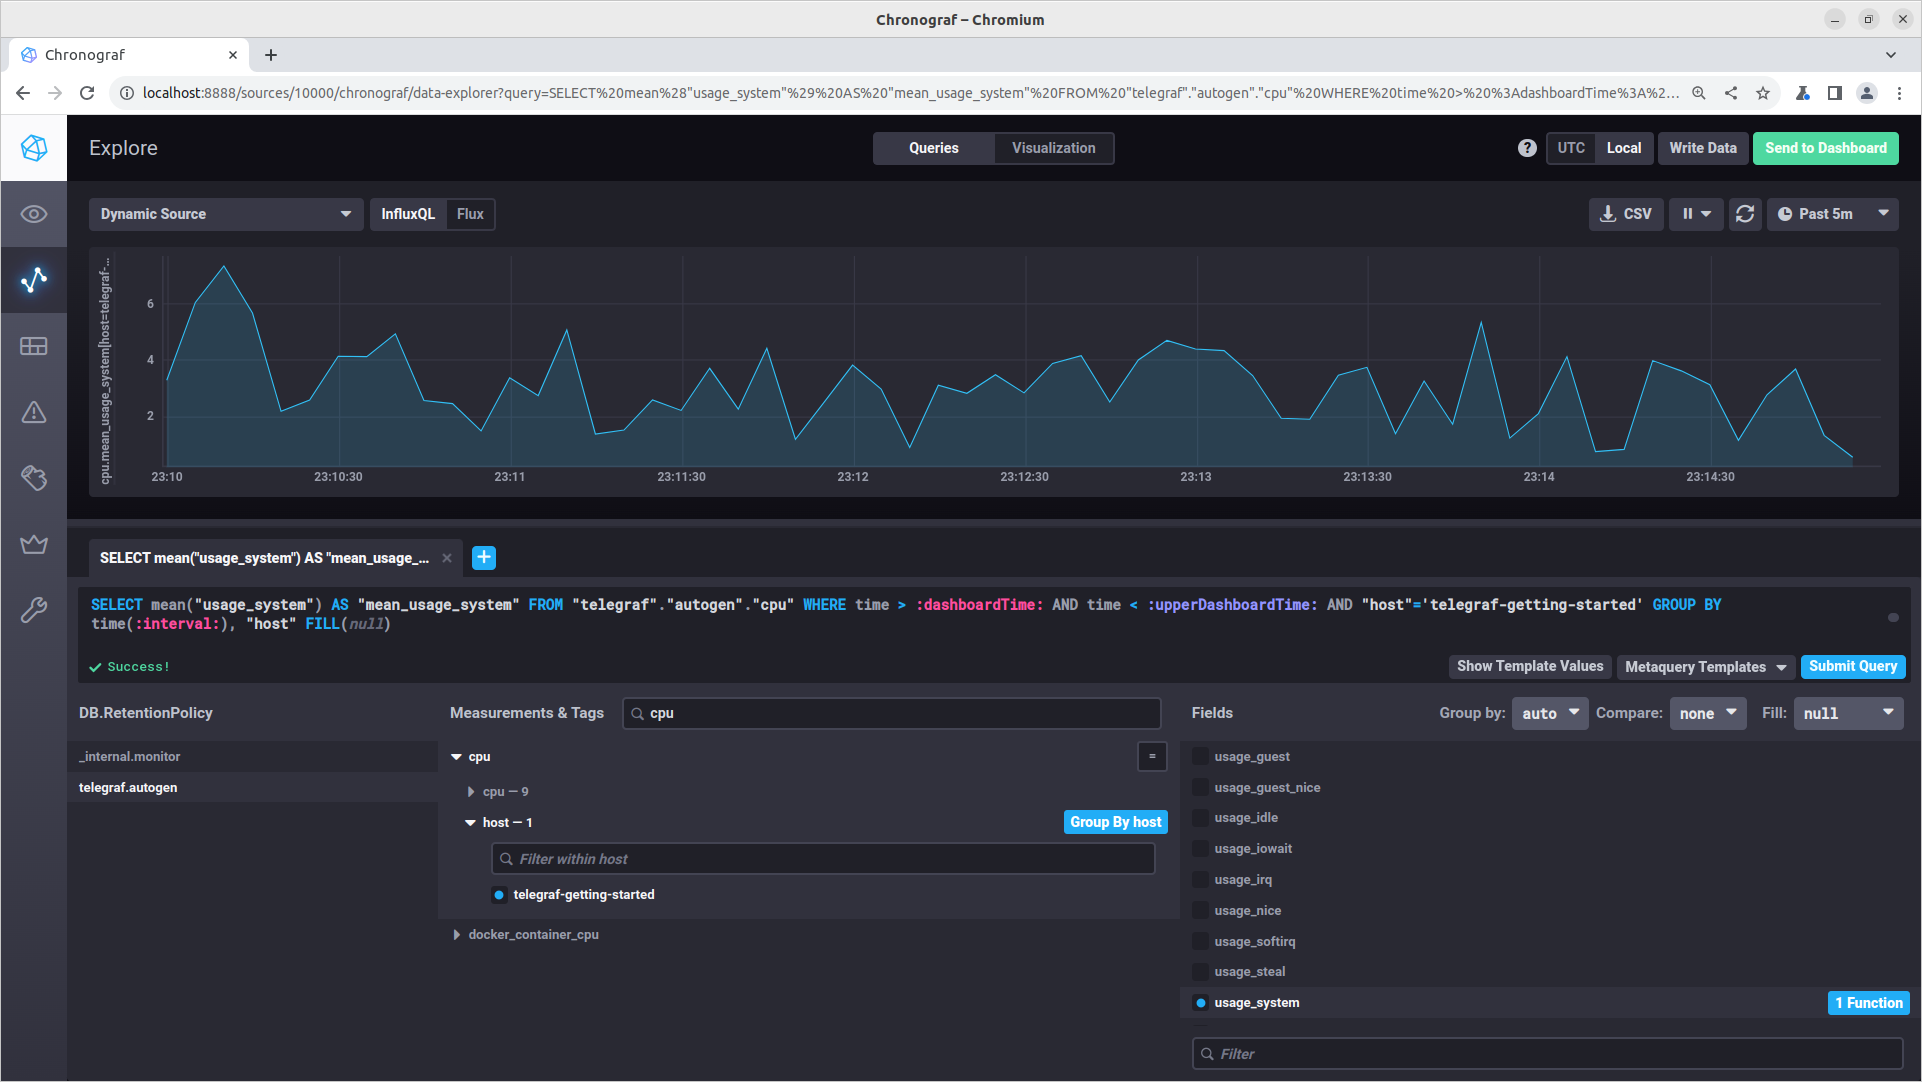 Chronograf – Chromium
Chronograf
localhost:8888/sources/10000/chronograf/data-explorer?query=SELECT%20mean%28"usage_system"%29%20AS%20"mean_usage_system"%20FROM%20"telegraf"."autogen"."cpu"%20WHERE%20time%20>%20%3AdashboardTime%3A%2...
Explore
Queries
Visualization
?
UTC
Local
Write Data
Send to Dashboard
Dynamic Source
InfluxQL
Flux
CSV
Past 5m
cpu.mean_usage_system[host=telegraf-...
6
4
2
23:10
23:10:30
23:11
23:11:30
23:12
23:12:30
23:13
23:13:30
23:14
23:14:30
SELECT mean("usage_system") AS "mean_usage_...
SELECT mean("usage_system") AS "mean_usage_system" FROM "telegraf"."autogen"."cpu" WHERE time > :dashboardTime: AND time < :upperDashboardTime: AND "host"='telegraf-getting-started' GROUP BY
time(:interval:), "host" FILL(null)
Success!
Show Template Values
Metaquery Templates
Submit Query
DB.RetentionPolicy
Measurements & Tags
cpu
Fields
Group by:
auto
Compare:
none
Fill:
null
_internal.monitor
telegraf.autogen
cpu
=
cpu — 9
host — 1
Group By host
Filter within host
telegraf-getting-started
docker_container_cpu
usage_guest
usage_guest_nice
usage_idle
usage_iowait
usage_irq
usage_nice
usage_softirq
usage_steal
usage_system
1 Function
Filter